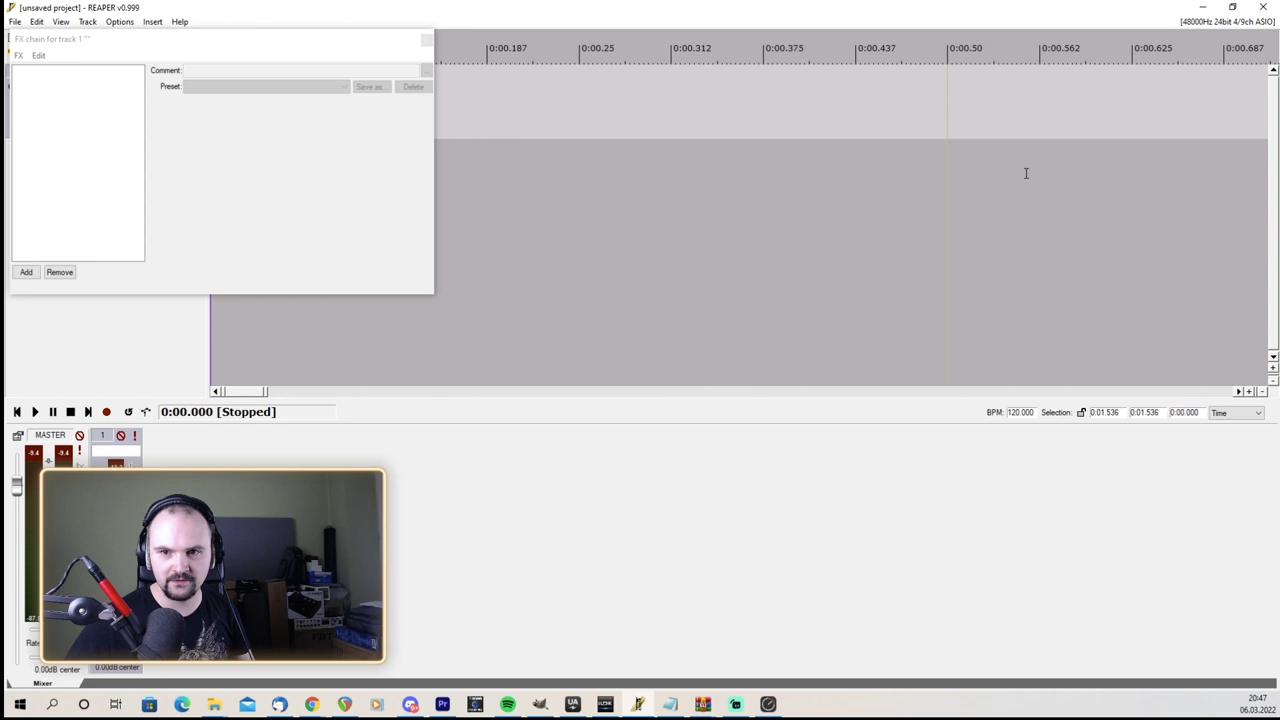 [unsaved project] - REAPER v0.999
File Edit View Track Options Insert Help
[48000Hz 24bit 4/9ch ASIO]
FX chain for track 1 ""
FX Edit
Comment:
...
Preset:
Save as...
Delete
Add
Remove
0:00.187 0:00.25 0:00.312 0:00.375 0:00.437 0:00.50 0:00.562 0:00.625 0:00.687
0:00.000 [Stopped]
BPM: 120.000 Selection: 0:01.536 0:01.536 0:00.000 Time
MASTER 1
-9.4 -9.4
0.00dB center 0.00dB center
Mixer
20:47
06.03.2022